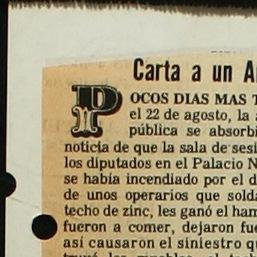 Carta a un A
POCOS DIAS MAS T
el 22 de agosto, la a
pública se absorbi
noticia de que la sala de sesi
los diputados en el Palacio N
se había incendiado por el d
de unos operarios que solda
techo de zinc, les ganó el ham
fueron a comer, dejaron fue
así causaron el siniestro q